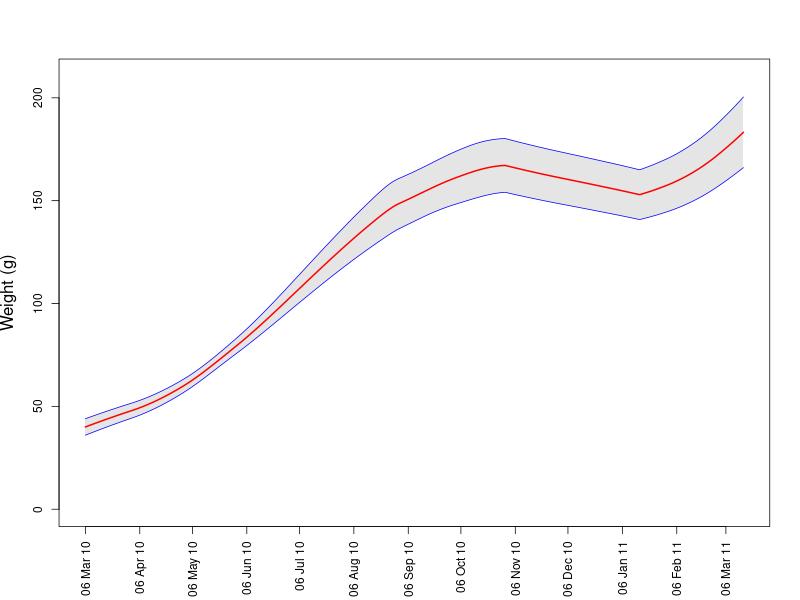 Weight (g)
200
150
100
50
0
06 Mar 10
06 Apr 10
06 May 10
06 Jun 10
06 Jul 10
06 Aug 10
06 Sep 10
06 Oct 10
06 Nov 10
06 Dec 10
06 Jan 11
06 Feb 11
06 Mar 11